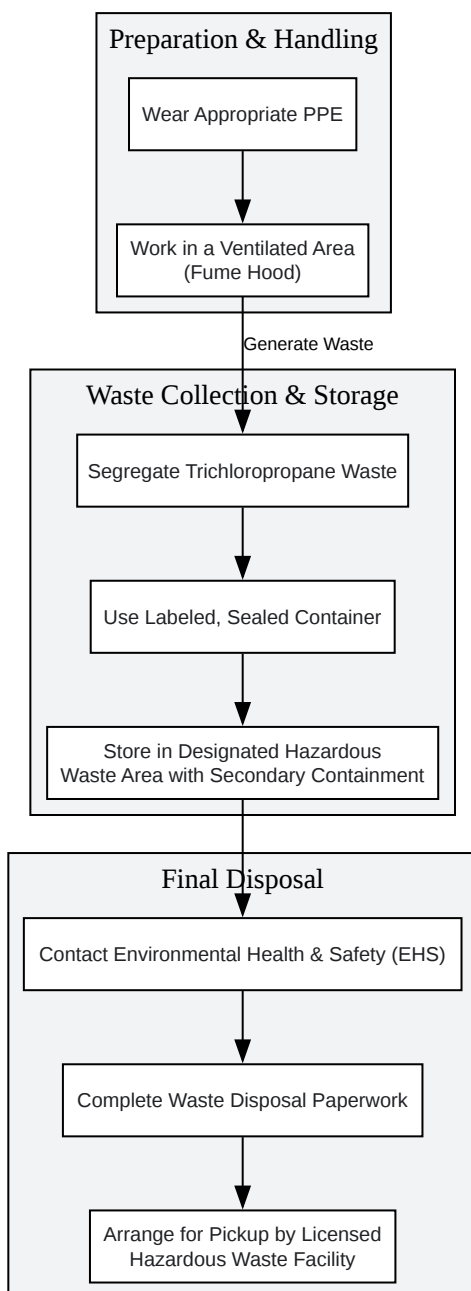 Preparation & Handling
Wear Appropriate PPE
Work in a Ventilated Area
(Fume Hood)
Generate Waste
Waste Collection & Storage
Segregate Trichloropropane Waste
Use Labeled, Sealed Container
Store in Designated Hazardous
Waste Area with Secondary Containment
Final Disposal
Contact Environmental Health & Safety (EHS)
Complete Waste Disposal Paperwork
Arrange for Pickup by Licensed
Hazardous Waste Facility